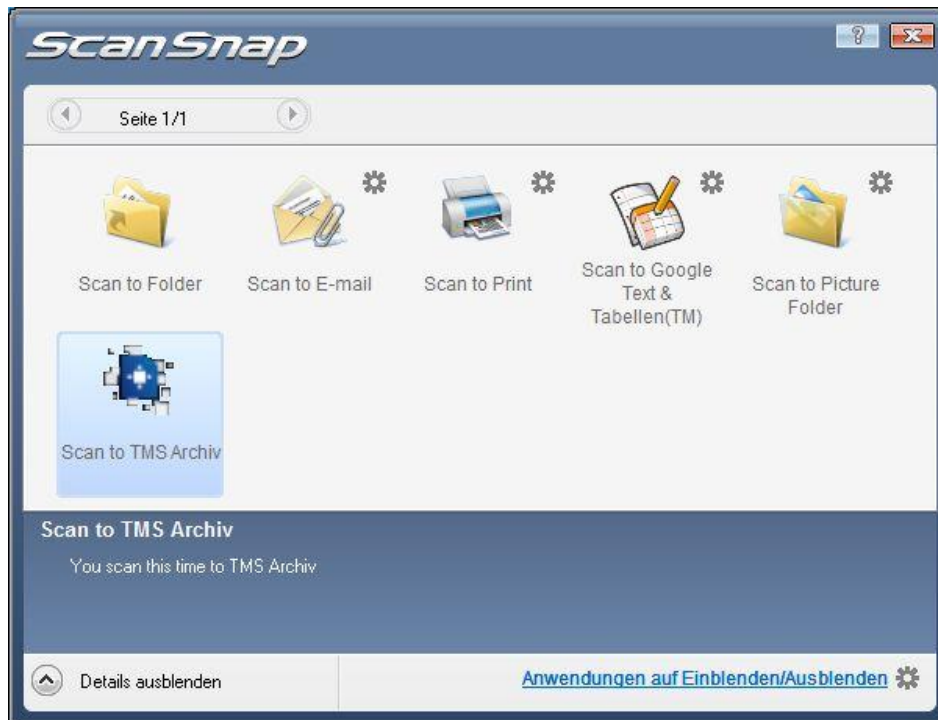 ScanSnap
?
Seite 1/1
Scan to Folder
Scan to E-mail
Scan to Print
Scan to Google
Text &
Tabellen(TM)
Scan to Picture
Folder
Scan to TMS Archiv
Scan to TMS Archiv
You scan this time to TMS Archiv
Details ausblenden
Anwendungen auf Einblenden/Ausblenden